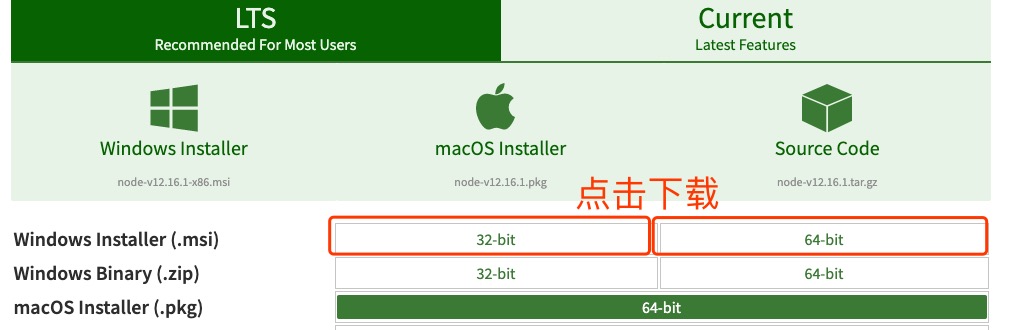 LTS
Recommended For Most Users
Current
Latest Features
Windows Installer
node-v12.16.1-x86.msi
macOS Installer
node-v12.16.1.pkg
Source Code
node-v12.16.1.tar.gz
点击下载
Windows Installer (.msi)
32-bit
64-bit
Windows Binary (.zip)
32-bit
64-bit
macOS Installer (.pkg)
64-bit